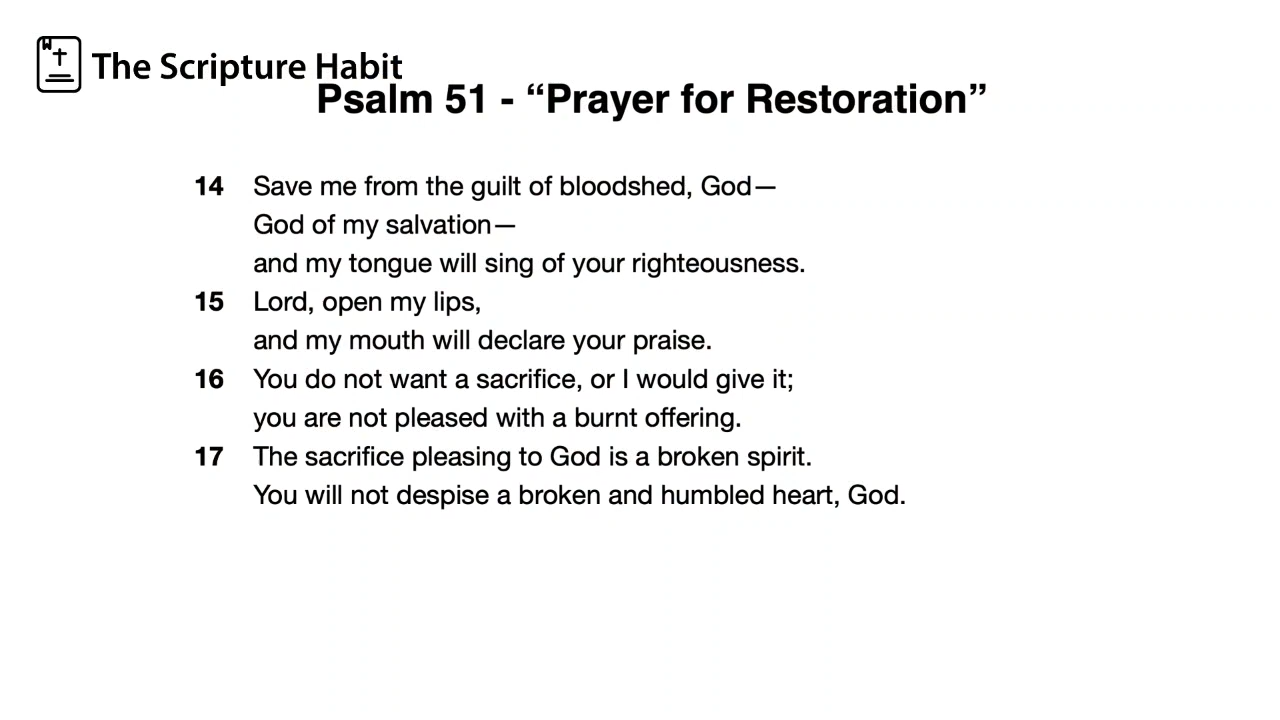 The Scripture Habit
Psalm 51 - “Prayer for Restoration”
14 Save me from the guilt of bloodshed, God—
God of my salvation—
and my tongue will sing of your righteousness.
15 Lord, open my lips,
and my mouth will declare your praise.
16 You do not want a sacrifice, or I would give it;
you are not pleased with a burnt offering.
17 The sacrifice pleasing to God is a broken spirit.
You will not despise a broken and humbled heart, God.